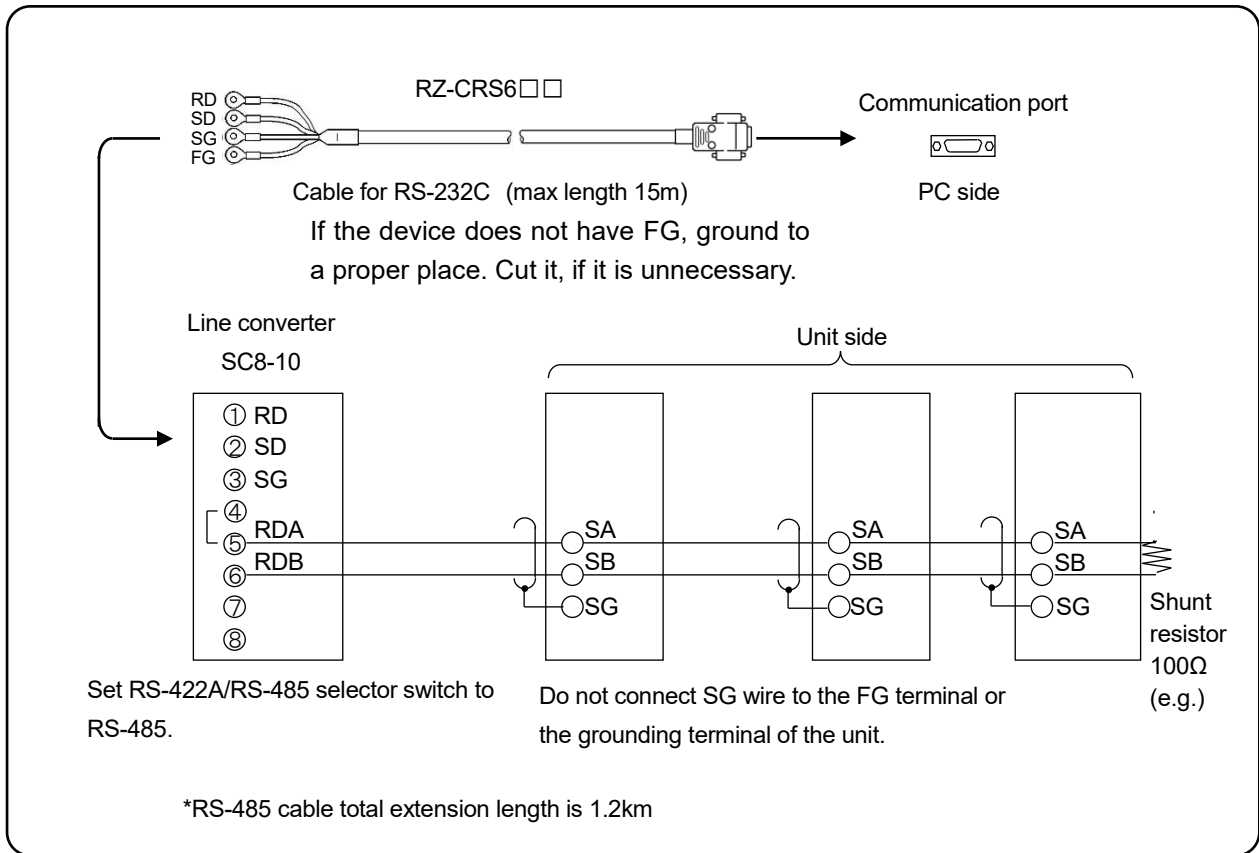 RZ-CRS6□□
RD
SD
SG
FG
Communication port
Cable for RS-232C (max length 15m)
PC side
If the device does not have FG, ground to
a proper place. Cut it, if it is unnecessary.
Line converter
SC8-10
Unit side
① RD
② SD
③ SG
④
⑤ RDA
⑥ RDB
⑦
⑧
SA
SB
SG
SA
SB
SG
SA
SB
SG
Shunt
resistor
100Ω
(e.g.)
Set RS-422A/RS-485 selector switch to
RS-485.
Do not connect SG wire to the FG terminal or
the grounding terminal of the unit.
*RS-485 cable total extension length is 1.2km